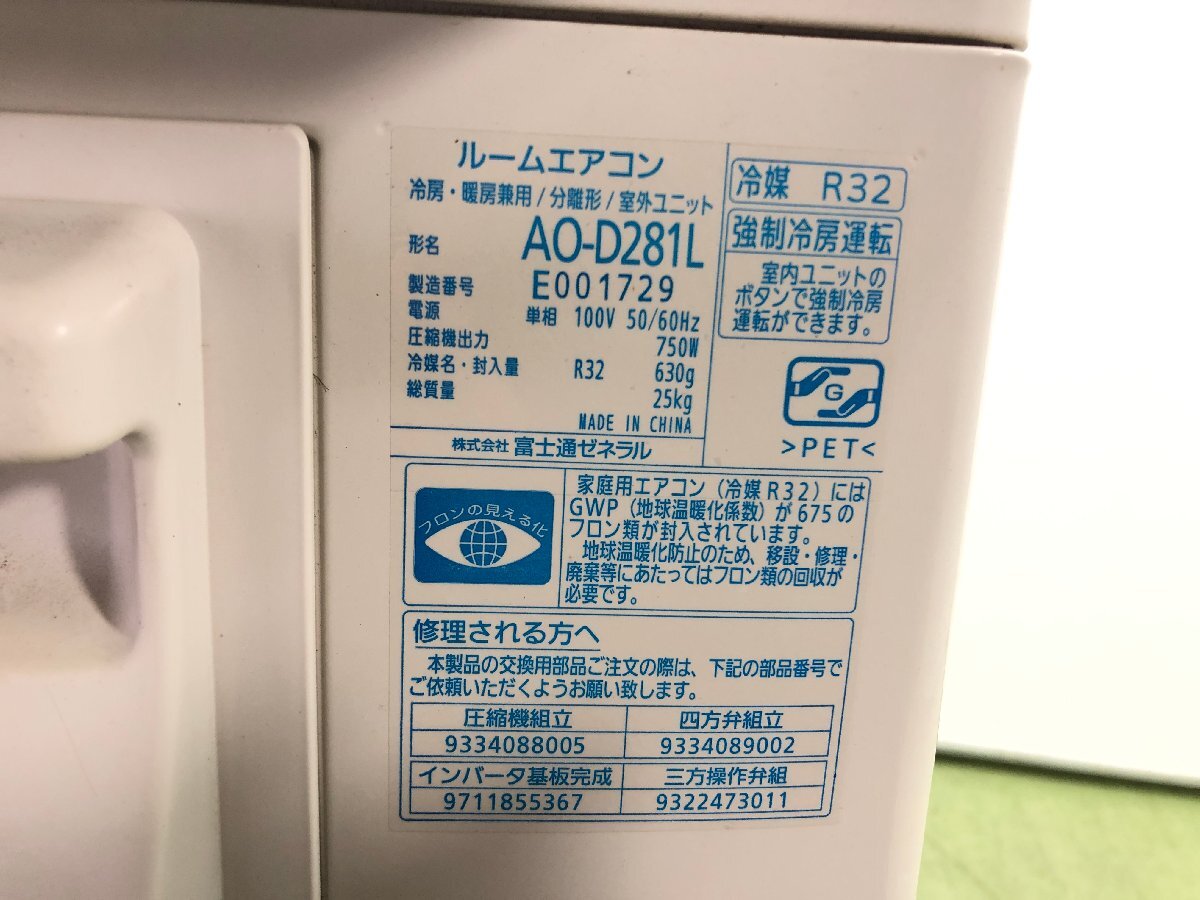 ルームエアコン
冷房・暖房兼用/分離形/室外ユニット
形名 AO-D281L
製造番号 E001729
電源 単相 100V 50/60Hz
圧縮機出力 750W
冷媒名・封入量 R32 630g
総質量 25kg
MADE IN CHINA
株式会社 富士通ゼネラル
冷媒 R32
強制冷房運転
室内ユニットの
ボタンで強制冷房
運転ができます。
G
>PET<
フロンの見える化
家庭用エアコン（冷媒R32）には
GWP（地球温暖化係数）が675の
フロン類が封入されています。
地球温暖化防止のため、移設・修理・
廃棄等にあたってはフロン類の回収が
必要です。
修理される方へ
本製品の交換用部品ご注文の際は、下記の部品番号で
ご依頼いただくようお願い致します。
圧縮機組立 四方弁組立
9334088005 9334089002
インバータ基板完成 三方操作弁組
9711855367 9322473011